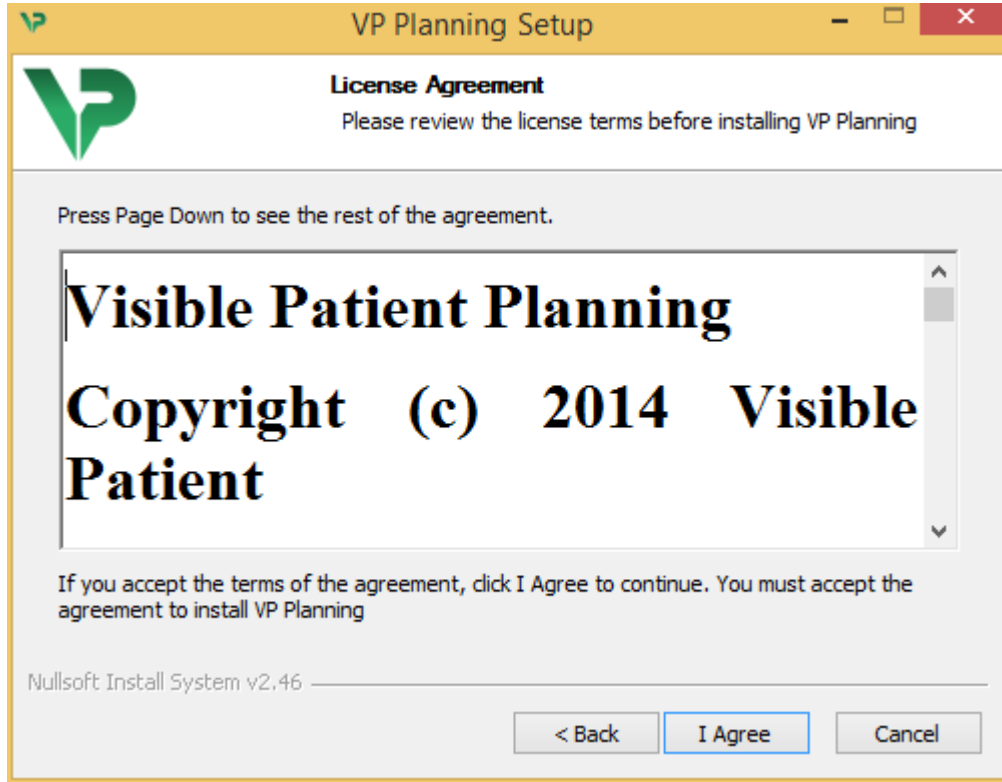 VP Planning Setup
VP
License Agreement
Please review the license terms before installing VP Planning
Press Page Down to see the rest of the agreement.
Visible Patient Planning
Copyright (c) 2014 Visible
Patient
If you accept the terms of the agreement, click I Agree to continue. You must accept the
agreement to install VP Planning
Nullsoft Install System v2.46
< Back I Agree Cancel